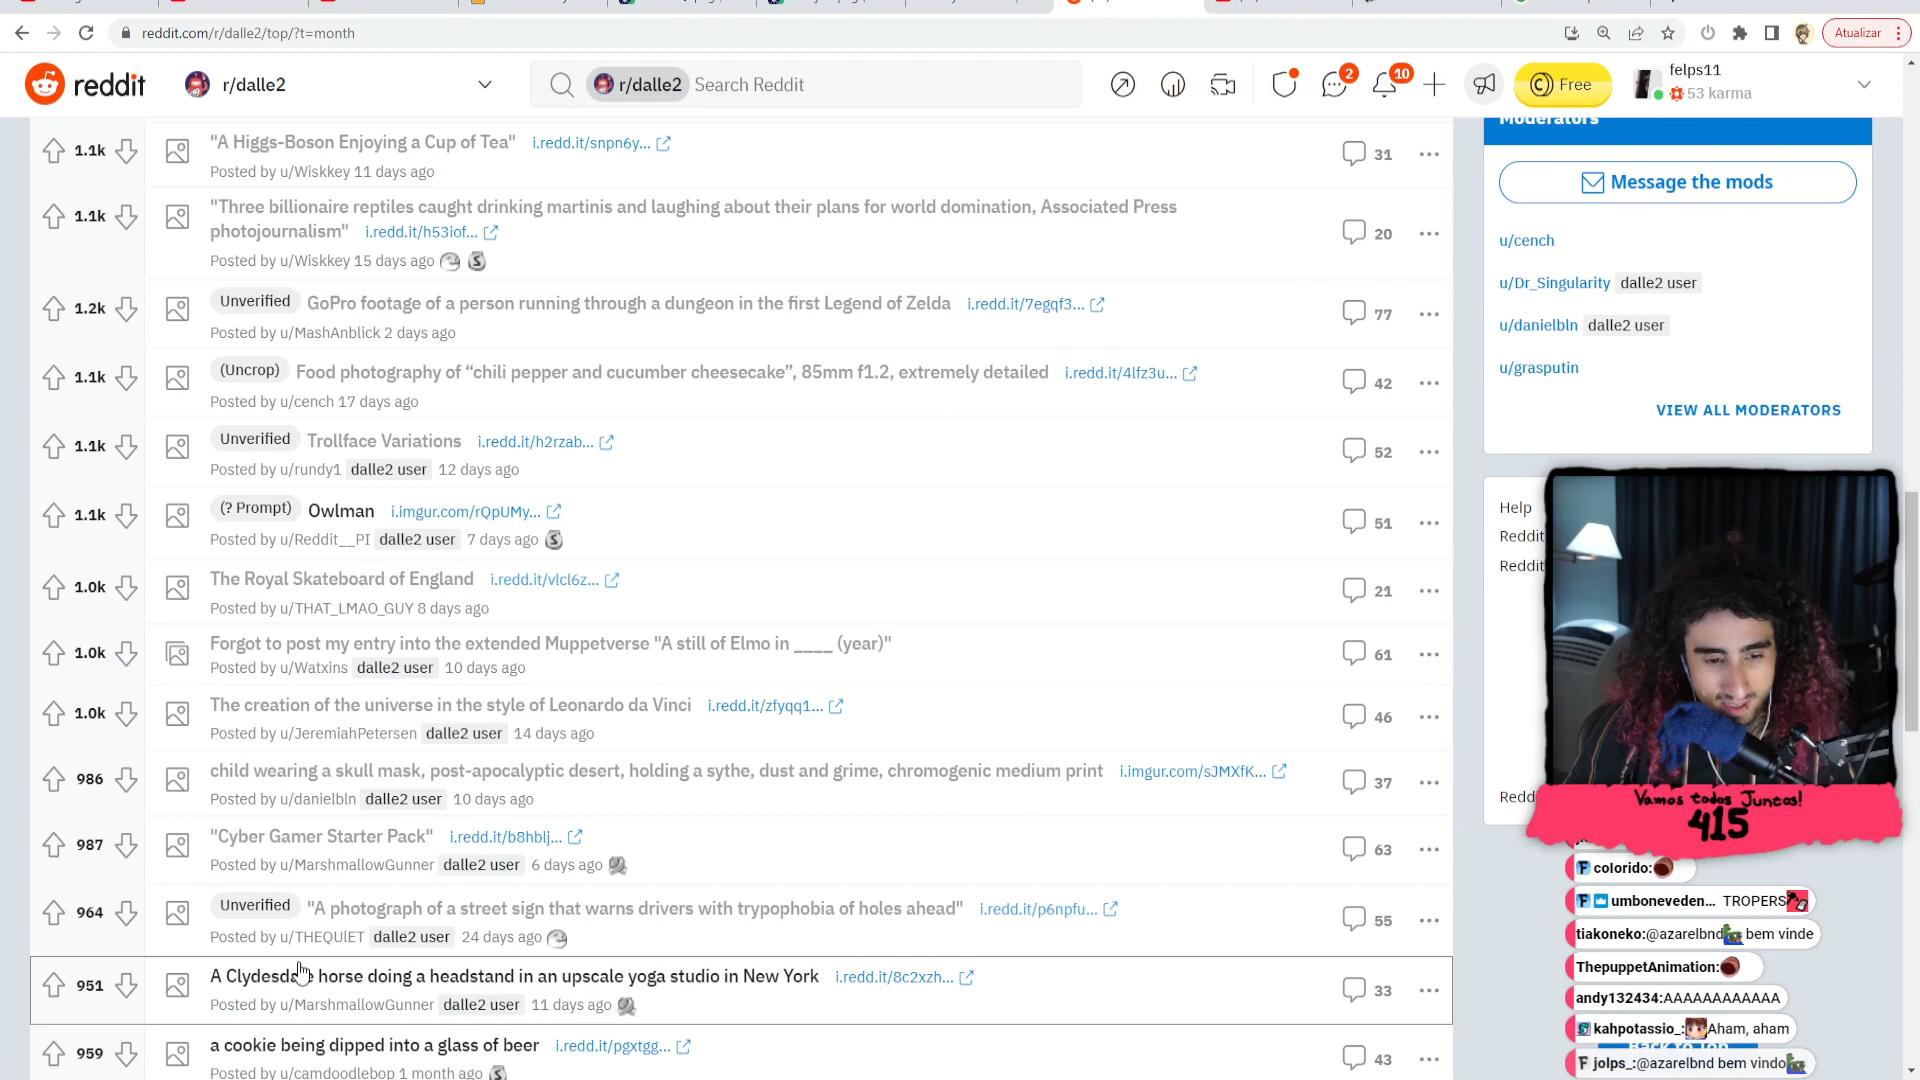 reddit.com/r/dalle2/top/?t=month
Atualizar
reddit
r/dalle2
r/dalle2 Search Reddit
2
10
Free
felps11
53 karma
1.1k
"A Higgs-Boson Enjoying a Cup of Tea" i.redd.it/snpn6y...
31
Posted by u/Wiskkey 11 days ago
1.1k
"Three billionaire reptiles caught drinking martinis and laughing about their plans for world domination, Associated Press
photojournalism" i.redd.it/h53iof...
20
Posted by u/Wiskkey 15 days ago
1.2k
Unverified GoPro footage of a person running through a dungeon in the first Legend of Zelda i.redd.it/7egqf3...
77
Posted by u/MashAnblick 2 days ago
1.1k
(Uncrop) Food photography of “chili pepper and cucumber cheesecake”, 85mm f1.2, extremely detailed i.redd.it/4lfz3u...
42
Posted by u/cench 17 days ago
1.1k
Unverified Trollface Variations i.redd.it/h2rzab...
52
Posted by u/rundy1 dalle2 user 12 days ago
1.1k
(? Prompt) Owlman i.imgur.com/rQpUMy...
51
Posted by u/Reddit__PI dalle2 user 7 days ago
1.0k
The Royal Skateboard of England i.redd.it/vlcl6z...
21
Posted by u/THAT_LMAO_GUY 8 days ago
1.0k
Forgot to post my entry into the extended Muppetverse "A still of Elmo in ____ (year)"
61
Posted by u/Watxins dalle2 user 10 days ago
1.0k
The creation of the universe in the style of Leonardo da Vinci i.redd.it/zfyqq1...
46
Posted by u/JeremiahPetersen dalle2 user 14 days ago
986
child wearing a skull mask, post-apocalyptic desert, holding a sythe, dust and grime, chromogenic medium print i.imgur.com/sJMXfK...
37
Posted by u/danielbln dalle2 user 10 days ago
987
"Cyber Gamer Starter Pack" i.redd.it/b8hblj...
63
Posted by u/MarshmallowGunner dalle2 user 6 days ago
964
Unverified "A photograph of a street sign that warns drivers with trypophobia of holes ahead" i.redd.it/p6npfu...
55
Posted by u/THEQUIET dalle2 user 24 days ago
951
A Clydesdale horse doing a headstand in an upscale yoga studio in New York i.redd.it/8c2xzh...
33
Posted by u/MarshmallowGunner dalle2 user 11 days ago
959
a cookie being dipped into a glass of beer i.redd.it/pgxtgg...
43
Posted by u/camdoodlebop 1 month ago
Moderators
Message the mods
u/cench
u/Dr_Singularity dalle2 user
u/danielbln dalle2 user
u/grasputin
VIEW ALL MODERATORS
Help
Reddit
Reddit
Redd
Vamos todos Juntos!
415
colorido:
umboneveden... TROPERS
tiakoneko:@azarelbnd bem vinde
ThepuppetAnimation:
andy132434:AAAAAAAAAAAA
kahpotassio_: Aham, aham
Back to Top
jolps_:@azarelbnd bem vindo